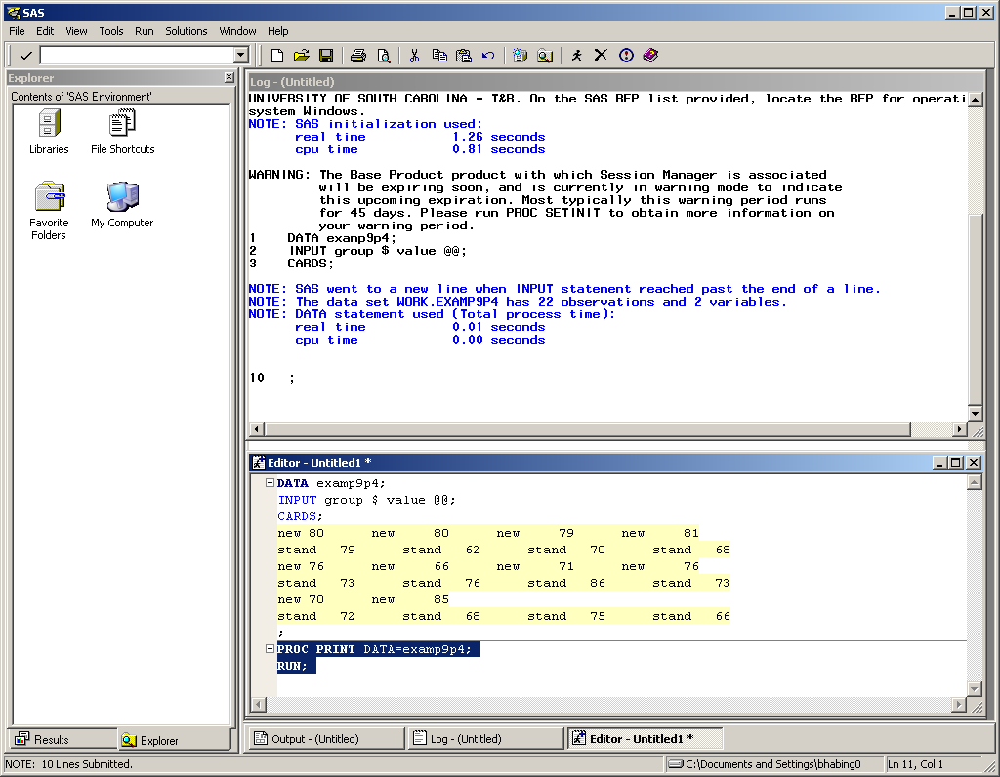 SAS
File Edit View Tools Run Solutions Window Help
Explorer
Contents of 'SAS Environment'
Libraries
File Shortcuts
Favorite Folders
My Computer
Log - (Untitled)
UNIVERSITY OF SOUTH CAROLINA - T&R. On the SAS REP list provided, locate the REP for operati
system Windows.
NOTE: SAS initialization used:
real time 1.26 seconds
cpu time 0.81 seconds
WARNING: The Base Product product with which Session Manager is associated
will be expiring soon, and is currently in warning mode to indicate
this upcoming expiration. Most typically this warning period runs
for 45 days. Please run PROC SETINIT to obtain more information on
your warning period.
1 DATA examp9p4;
2 INPUT group $ value @@;
3 CARDS;
NOTE: SAS went to a new line when INPUT statement reached past the end of a line.
NOTE: The data set WORK.EXAMP9P4 has 22 observations and 2 variables.
NOTE: DATA statement used (Total process time):
real time 0.01 seconds
cpu time 0.00 seconds
10 ;
Editor - Untitled1 *
DATA examp9p4;
INPUT group $ value @@;
CARDS;
new 80 new 80 new 79 new 81
stand 79 stand 62 stand 70 stand 68
new 76 new 66 new 71 new 76
stand 73 stand 76 stand 86 stand 73
new 70 new 85
stand 72 stand 68 stand 75 stand 66
;
PROC PRINT DATA=examp9p4;
RUN;
Results
Explorer
Output - (Untitled)
Log - (Untitled)
Editor - Untitled1 *
NOTE: 10 Lines Submitted.
C:\Documents and Settings\bhabing0
Ln 11, Col 1